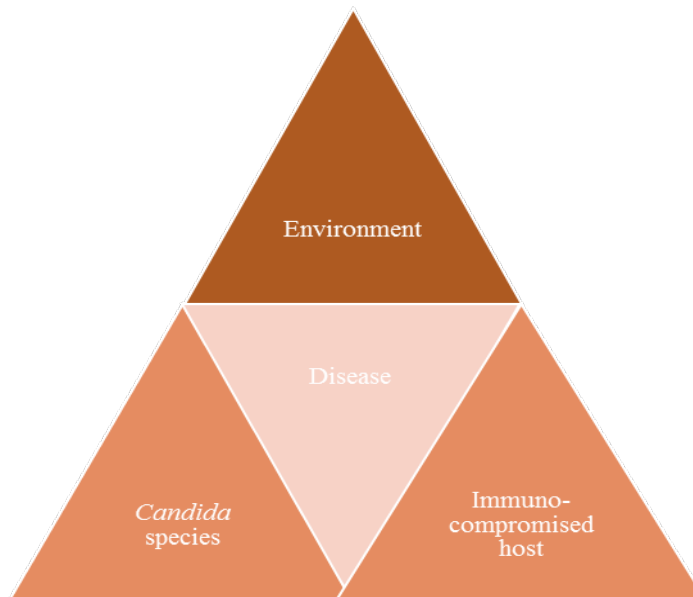 Environment
Disease
Candida
species
Immuno-
compromised
host